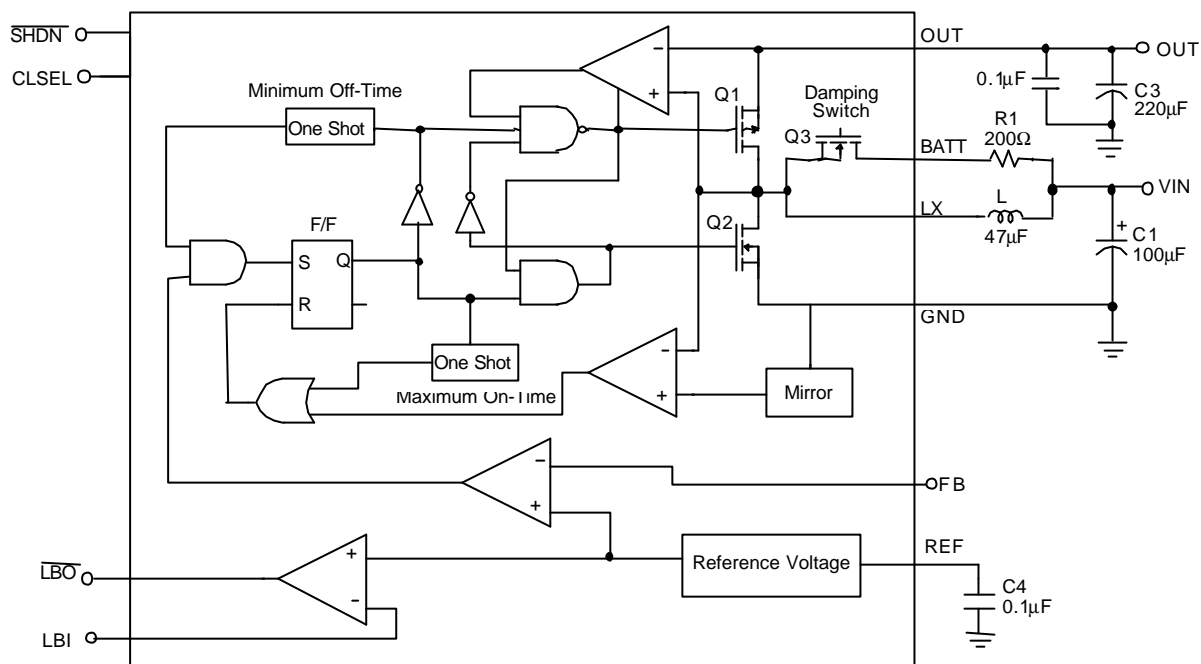 SHDN
CLSEL
OUT
OUT
Minimum Off-Time
One Shot
-
+
Q1
Damping
Switch
Q3
0.1μF
C3
220μF
R1
200Ω
BATT
VIN
LX
L
47μF
Q2
+
C1
100μF
F/F
S
Q
R
GND
One Shot
Maximum On-Time
-
+
Mirror
-
+
FB
LBO
+
-
Reference Voltage
REF
C4
0.1μF
LBI